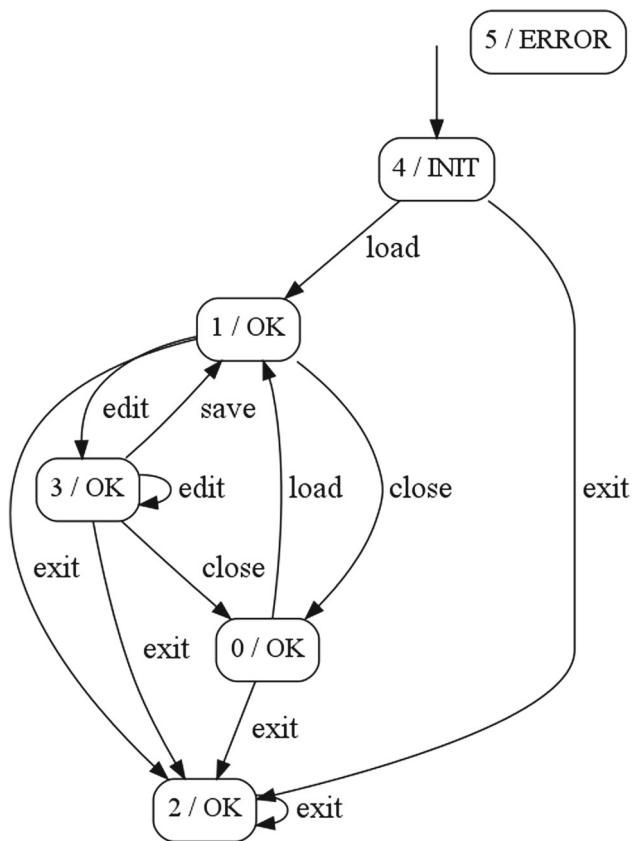 5 / ERROR
4 / INIT
load
1 / OK
edit
save
3 / OK
edit
load
close
exit
exit
close
exit
0 / OK
exit
2 / OK
exit